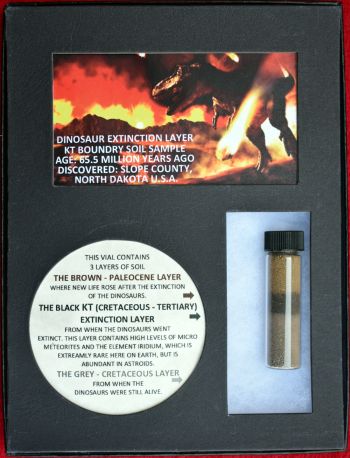 DINOSAUR EXTINCTION LAYER
KT BOUNDRY SOIL SAMPLE
AGE: 65.5 MILLION YEARS AGO
DISCOVERED: SLOPE COUNTY,
NORTH DAKOTA U.S.A.
THIS VIAL CONTAINS
3 LAYERS OF SOIL
THE BROWN - PALEOCENE LAYER
WHERE NEW LIFE ROSE AFTER THE EXTINCTION
OF THE DINOSAURS.
THE BLACK KT (CRETACEOUS - TERTIARY)
EXTINCTION LAYER
FROM WHEN THE DINOSAURS WENT
EXTINCT. THIS LAYER CONTAINS HIGH LEVELS OF MICRO
METEORITES AND THE ELEMENT IRIDIUM, WHICH IS
EXTREAMLY RARE HERE ON EARTH, BUT IS
ABUNDANT IN ASTROIDS.
THE GREY - CRETACEOUS LAYER
FROM WHEN THE
DINOSAURS WERE STILL ALIVE.